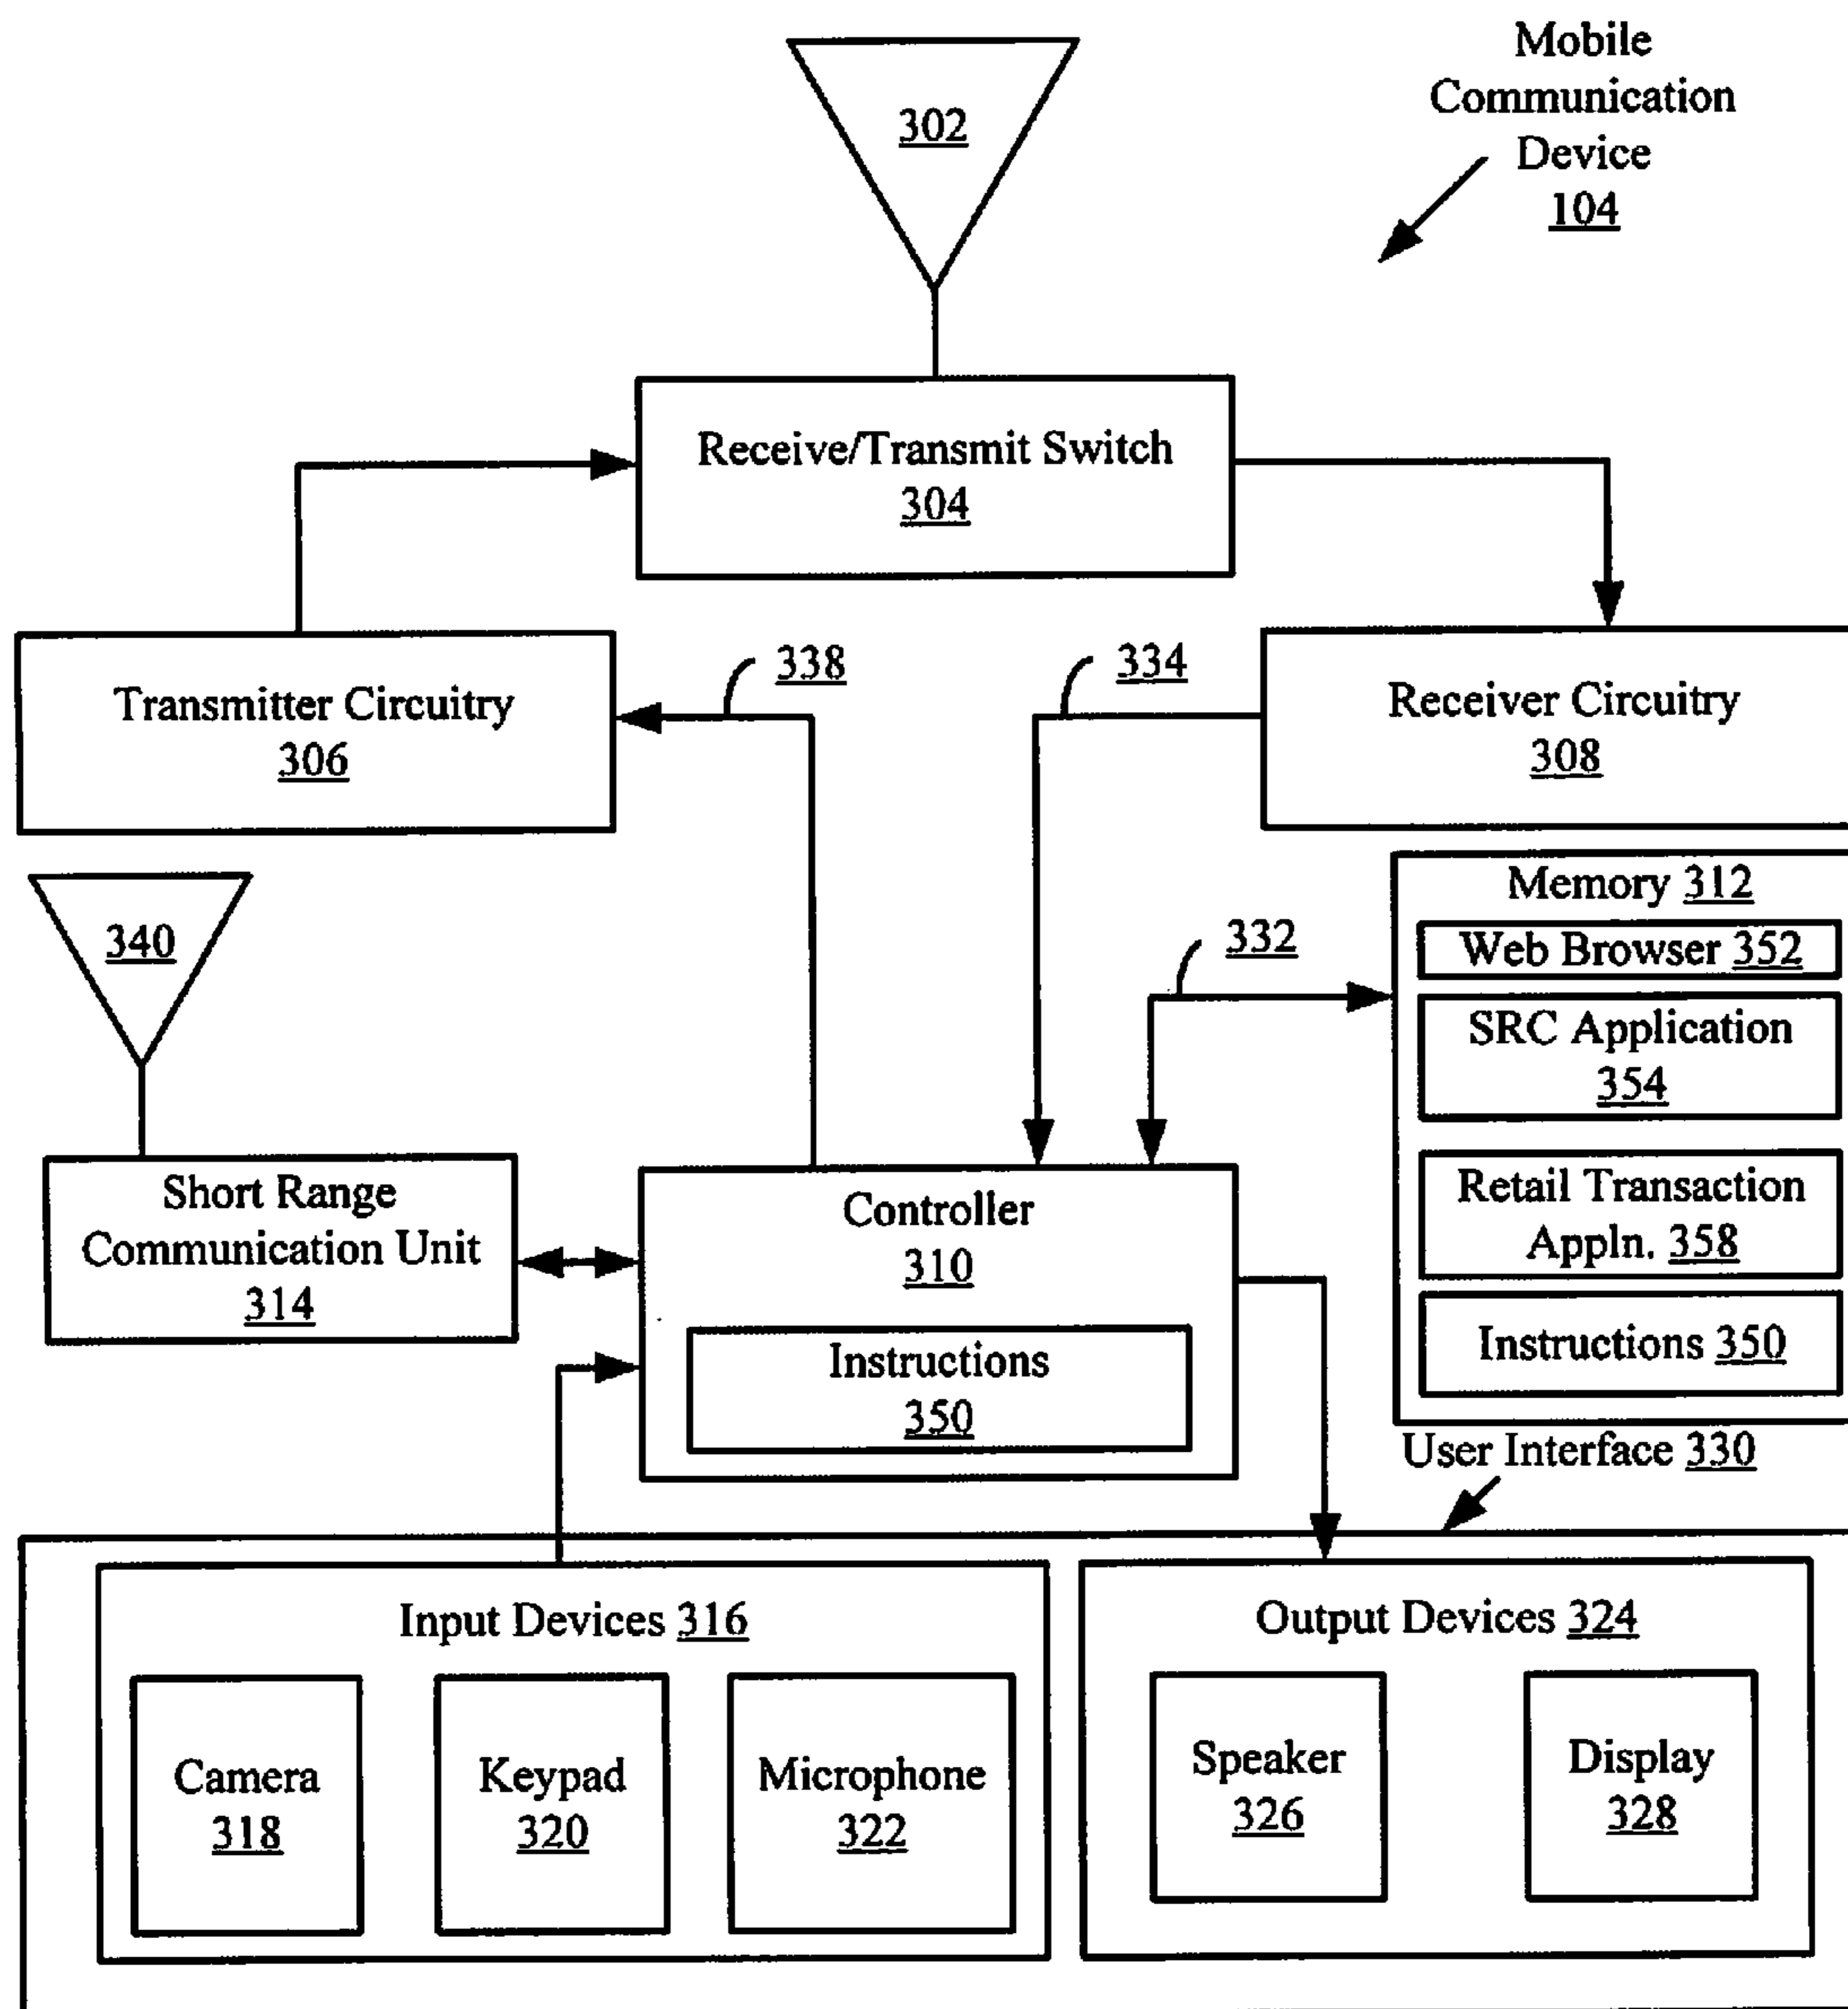 Mobile
Communication
Device
104
302
Receive/Transmit Switch
304
338
334
Transmitter Circuitry
306
Receiver Circuitry
308
340
332
Memory 312
Web Browser 352
SRC Application
354
Retail Transaction
Appln. 358
Instructions 350
Short Range
Communication Unit
314
Controller
310
Instructions
350
User Interface 330
Input Devices 316
Camera
318
Keypad
320
Microphone
322
Output Devices 324
Speaker
326
Display
328